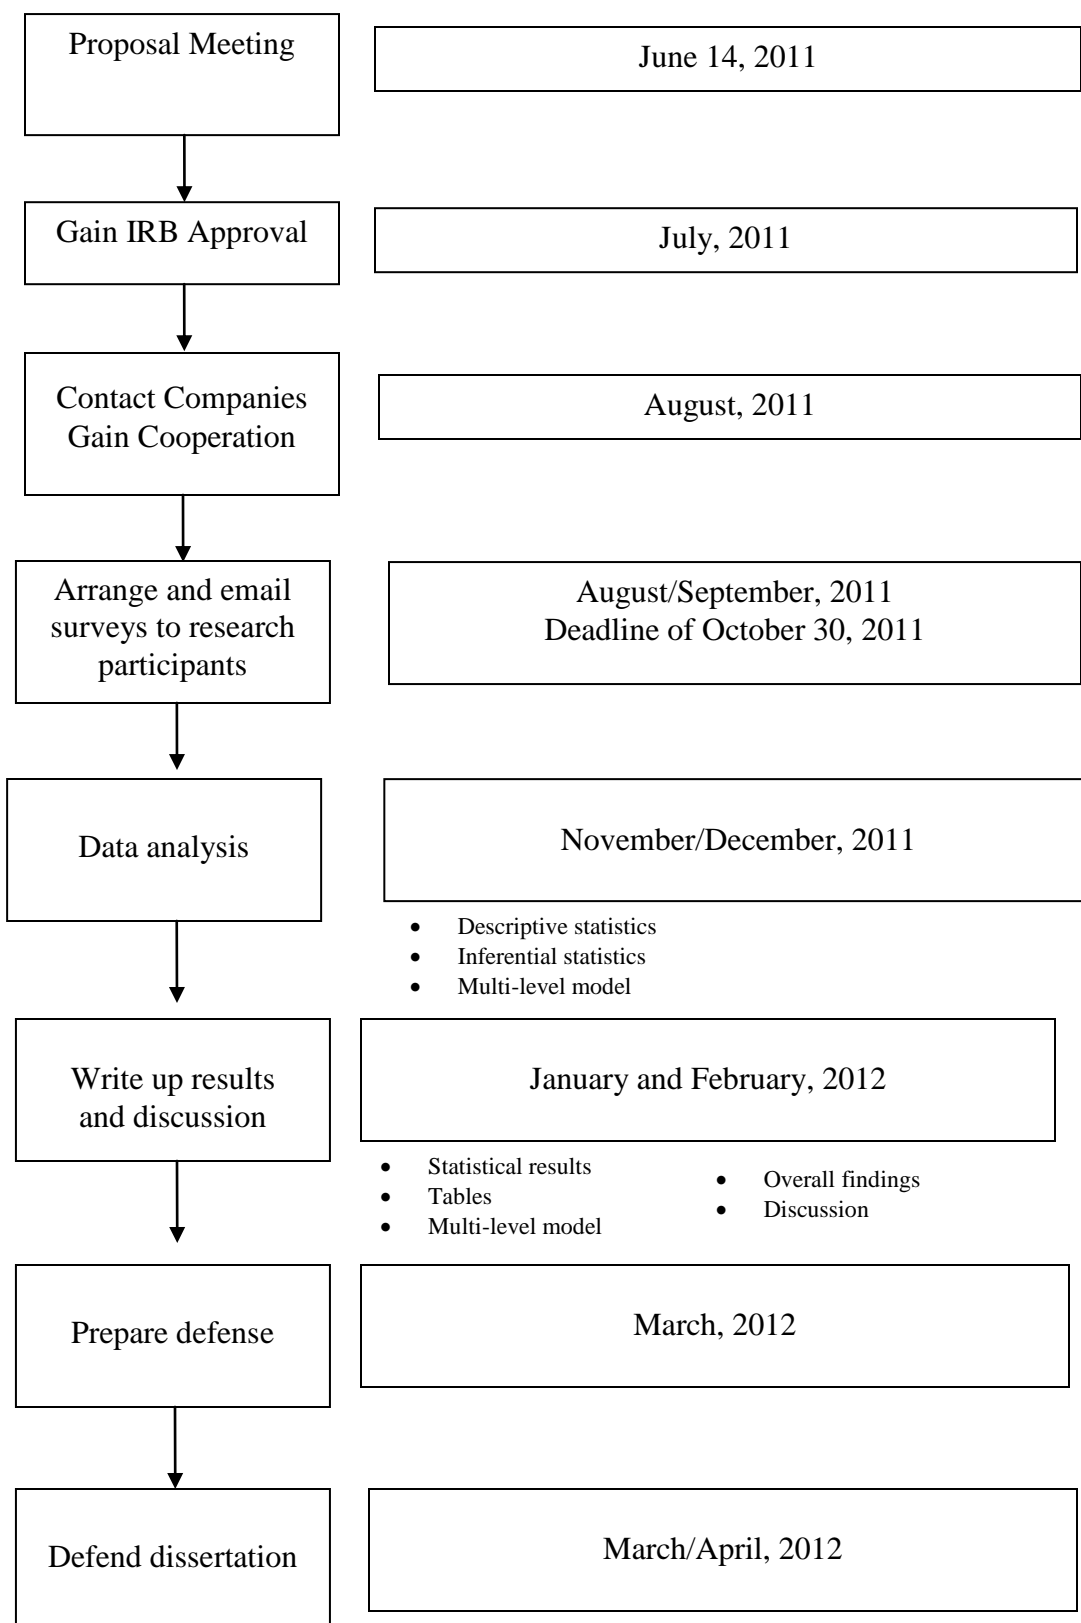 Proposal Meeting
June 14, 2011
Gain IRB Approval
July, 2011
Contact Companies
Gain Cooperation
August, 2011
Arrange and email
surveys to research
participants
August/September, 2011
Deadline of October 30, 2011
Data analysis
November/December, 2011
• Descriptive statistics
• Inferential statistics
• Multi-level model
Write up results
and discussion
January and February, 2012
• Statistical results
• Tables
• Multi-level model
• Overall findings
• Discussion
Prepare defense
March, 2012
Defend dissertation
March/April, 2012